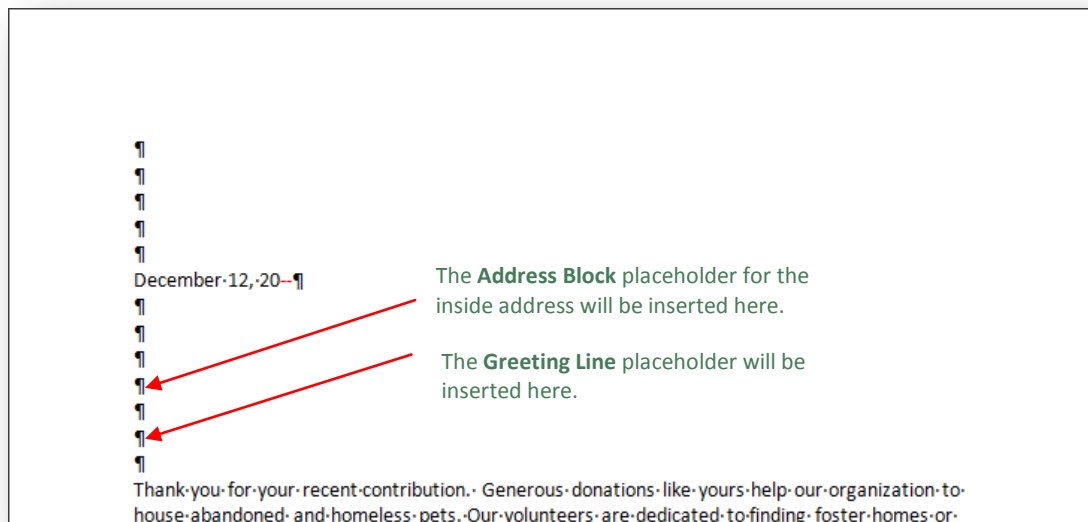 ¶
¶
¶
¶
¶
December·12,·20--¶
¶
¶
¶
¶
¶
¶
¶
The Address Block placeholder for the
inside address will be inserted here.
The Greeting Line placeholder will be
inserted here.
Thank·you·for·your·recent·contribution.··Generous·donations·like·yours·help·our·organization·to·
house·abandoned··and·homeless·pets.·Our·volunteers·are·dedicated·to·finding·foster·homes·or·